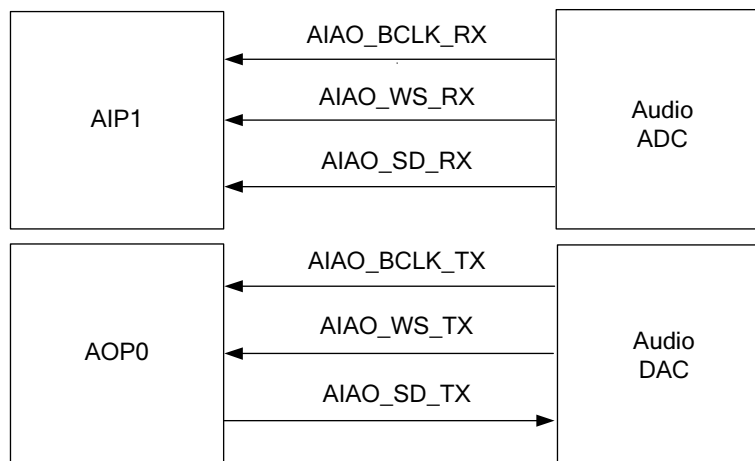 AIAO_BCLK_RX
AIAO_WS_RX
AIP1
Audio
ADC
AIAO_SD_RX
AIAO_BCLK_TX
AIAO_WS_TX
AOP0
Audio
DAC
AIAO_SD_TX